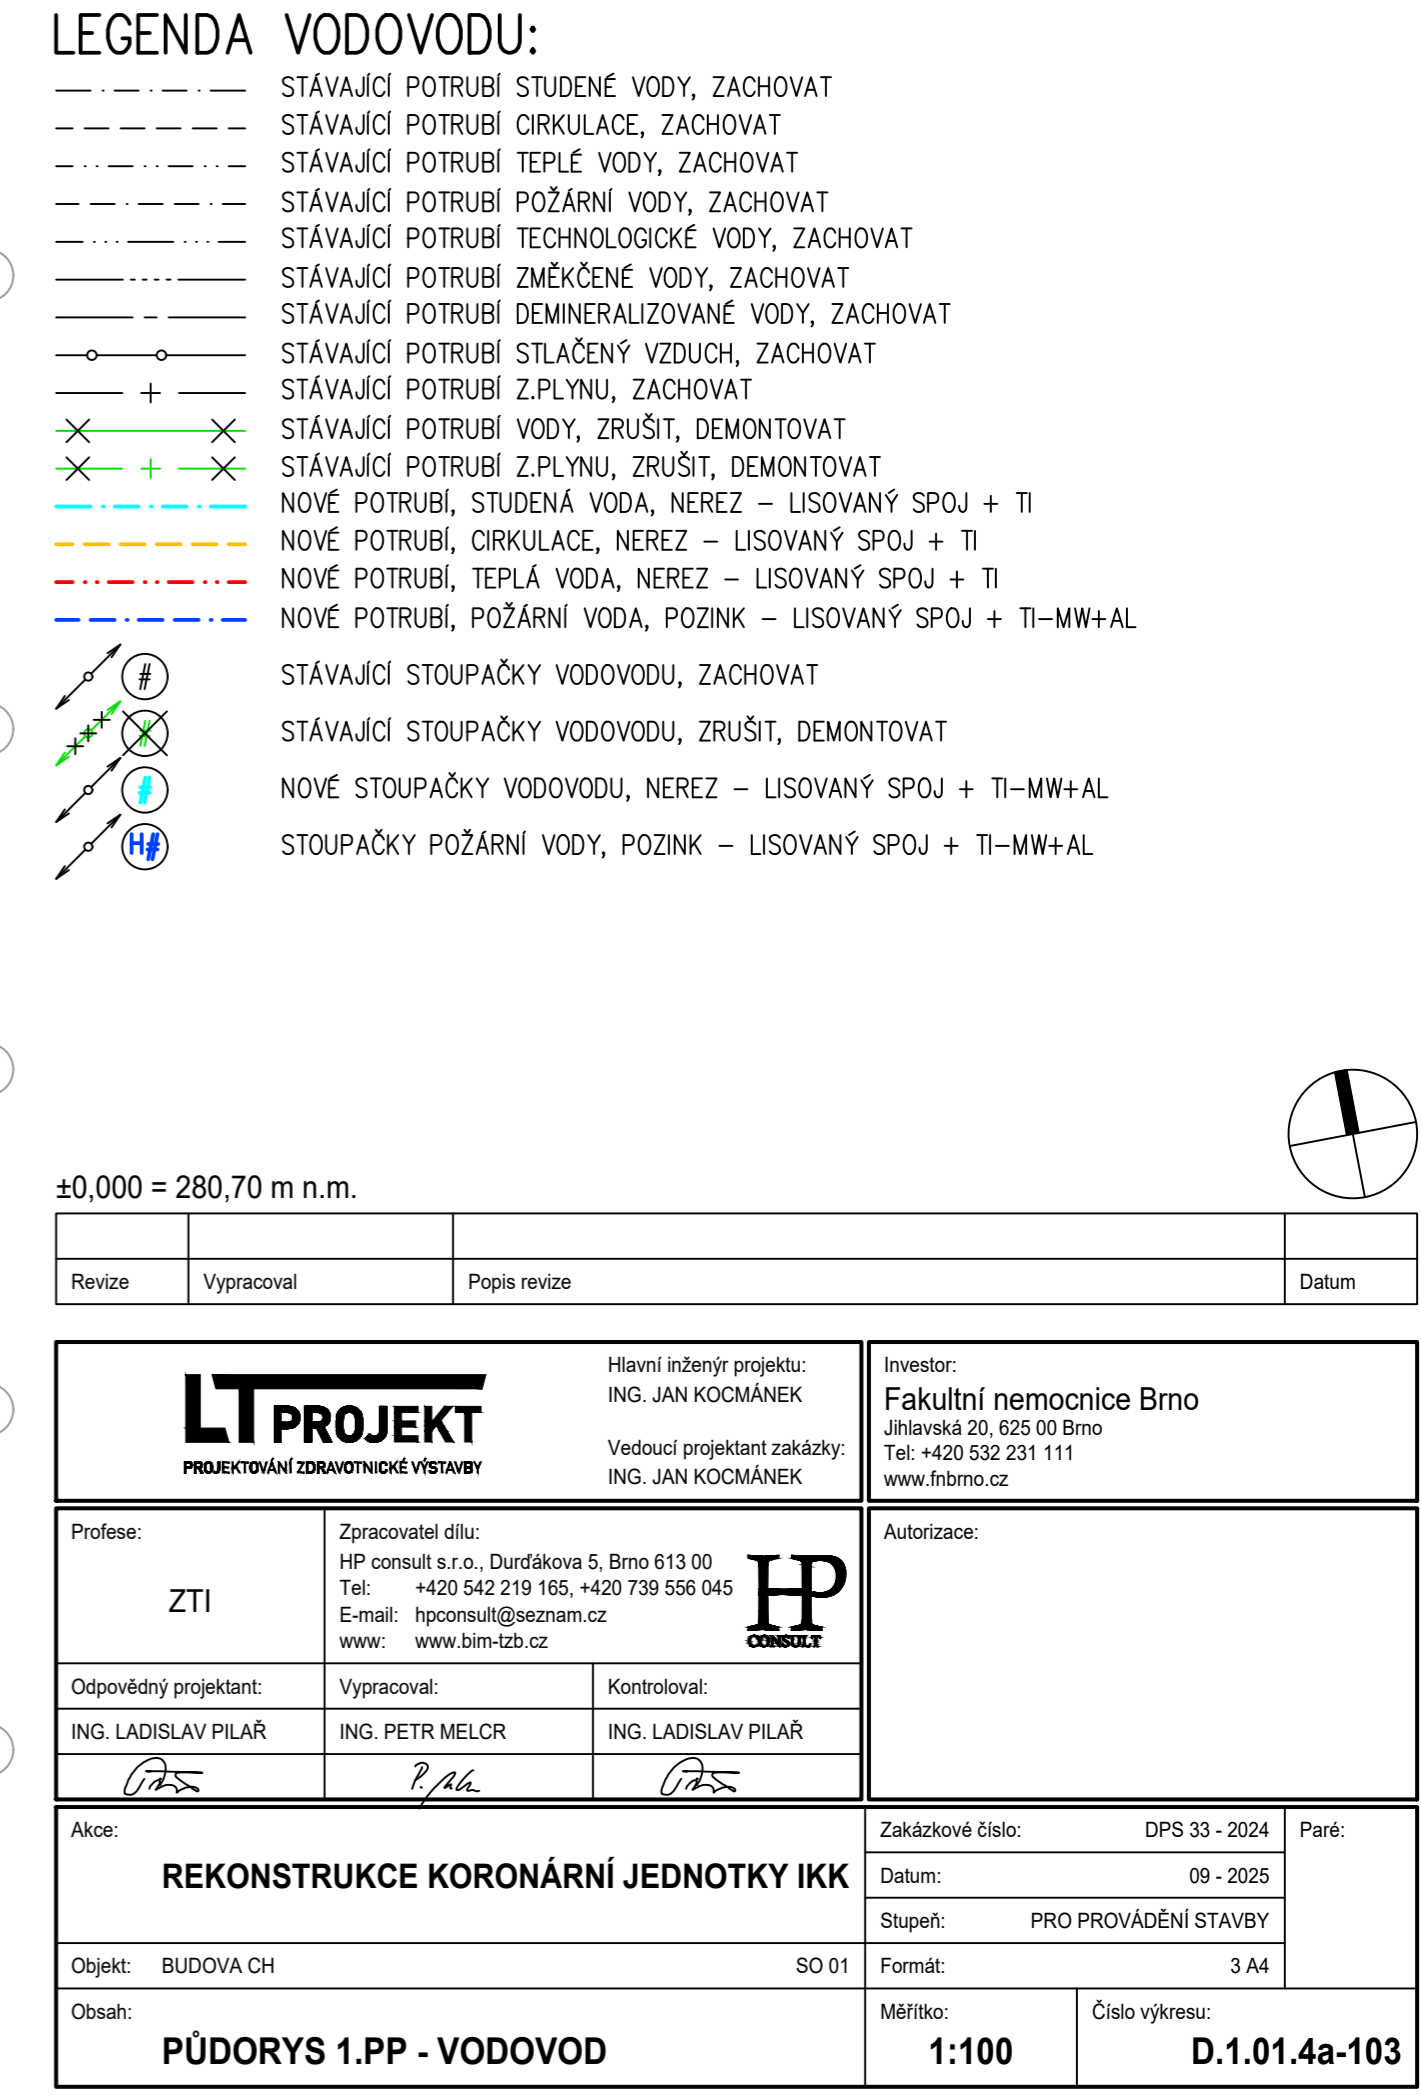 LEGENDA VODOVODU:
STÁVAJÍCÍ POTRUBÍ STUDENÉ VODY, ZACHOVAT
STÁVAJÍCÍ POTRUBÍ CIRKULACE, ZACHOVAT
STÁVAJÍCÍ POTRUBÍ TEPLÉ VODY, ZACHOVAT
STÁVAJÍCÍ POTRUBÍ POŽÁRNÍ VODY, ZACHOVAT
STÁVAJÍCÍ POTRUBÍ TECHNOLOGICKÉ VODY, ZACHOVAT
STÁVAJÍCÍ POTRUBÍ ZMĚKČENÉ VODY, ZACHOVAT
STÁVAJÍCÍ POTRUBÍ DEMINERALIZOVANÉ VODY, ZACHOVAT
STÁVAJÍCÍ POTRUBÍ STLAČENÝ VZDUCH, ZACHOVAT
STÁVAJÍCÍ POTRUBÍ Z.PLYNU, ZACHOVAT
STÁVAJÍCÍ POTRUBÍ VODY, ZRUŠIT, DEMONTOVAT
STÁVAJÍCÍ POTRUBÍ Z.PLYNU, ZRUŠIT, DEMONTOVAT
NOVÉ POTRUBÍ, STUDENÁ VODA, NEREZ – LISOVANÝ SPOJ + TI
NOVÉ POTRUBÍ, CIRKULACE, NEREZ – LISOVANÝ SPOJ + TI
NOVÉ POTRUBÍ, TEPLÁ VODA, NEREZ – LISOVANÝ SPOJ + TI
NOVÉ POTRUBÍ, POŽÁRNÍ VODA, POZINK – LISOVANÝ SPOJ + TI–MW+AL
# STÁVAJÍCÍ STOUPAČKY VODOVODU, ZACHOVAT
# STÁVAJÍCÍ STOUPAČKY VODOVODU, ZRUŠIT, DEMONTOVAT
# NOVÉ STOUPAČKY VODOVODU, NEREZ – LISOVANÝ SPOJ + TI–MW+AL
H# STOUPAČKY POŽÁRNÍ VODY, POZINK – LISOVANÝ SPOJ + TI–MW+AL
±0,000 = 280,70 m n.m.
Revize Vypracoval Popis revize Datum
LT PROJEKT
PROJEKTOVÁNÍ ZDRAVOTNICKÉ VÝSTAVBY
Hlavní inženýr projektu:
ING. JAN KOCMÁNEK
Vedoucí projektant zakázky:
ING. JAN KOCMÁNEK
Investor:
Fakultní nemocnice Brno
Jihlavská 20, 625 00 Brno
Tel: +420 532 231 111
www.fnbrno.cz
Profese:
ZTI
Zpracovatel dílu:
HP consult s.r.o., Durďákova 5, Brno 613 00
Tel: +420 542 219 165, +420 739 556 045
E-mail: hpconsult@seznam.cz
www: www.bim-tzb.cz
HP
CONSULT
Autorizace:
Odpovědný projektant: Vypracoval: Kontroloval:
ING. LADISLAV PILAŘ ING. PETR MELCR ING. LADISLAV PILAŘ
Akce:
REKONSTRUKCE KORONÁRNÍ JEDNOTKY IKK
Zakázkové číslo: DPS 33 - 2024
Paré:
Datum: 09 - 2025
Stupeň: PRO PROVÁDĚNÍ STAVBY
Objekt: BUDOVA CH SO 01
Formát: 3 A4
Obsah:
PŮDORYS 1.PP - VODOVOD
Měřítko:
1:100
Číslo výkresu:
D.1.01.4a-103